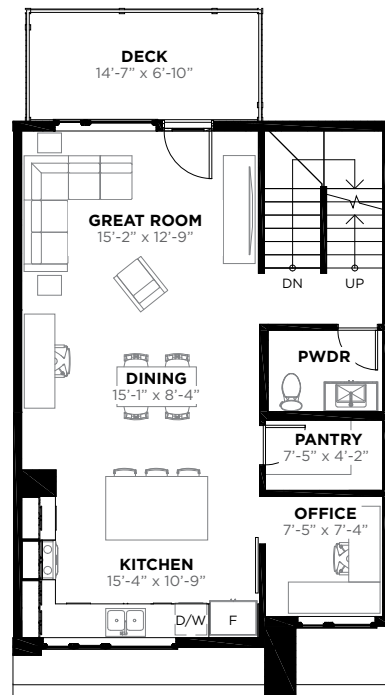 DECK
14'-7" x 6'-10"
GREAT ROOM
15'-2" x 12'-9"
DN
UP
PWDR
DINING
15'-1" x 8'-4"
PANTRY
7'-5" x 4'-2"
OFFICE
7'-5" x 7'-4"
KITCHEN
15'-4" x 10'-9"
D/W
F